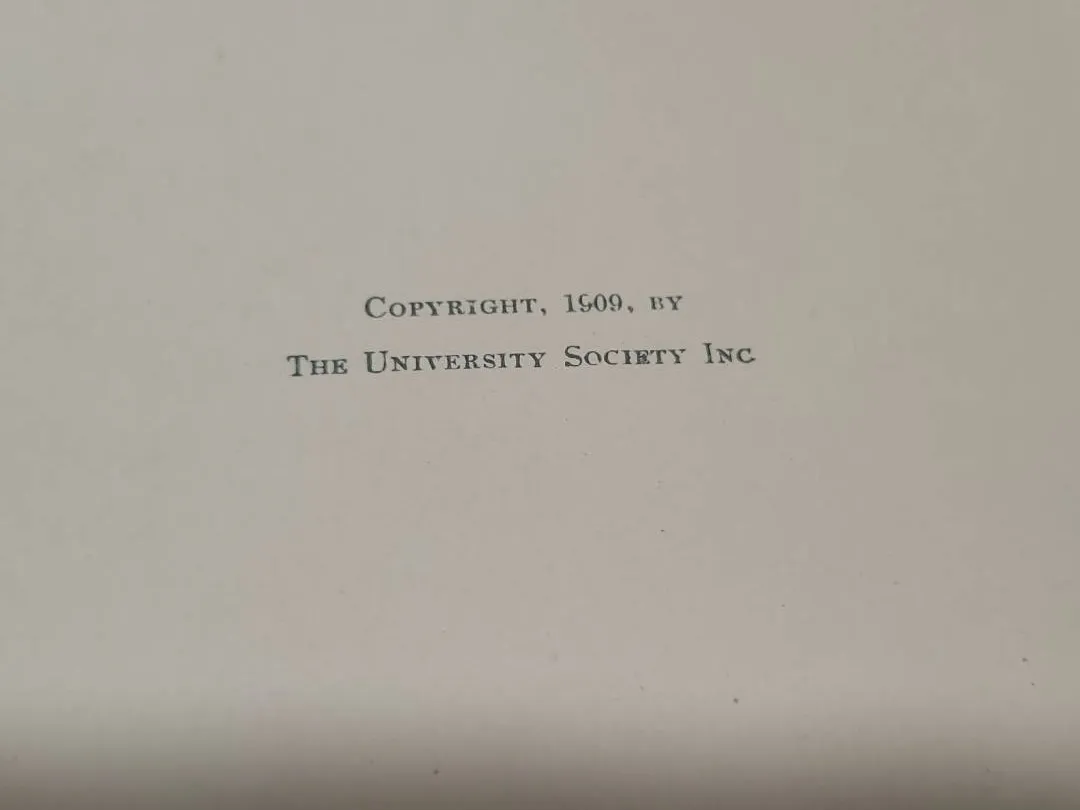 Copyright, 1909, by
The University Society Inc